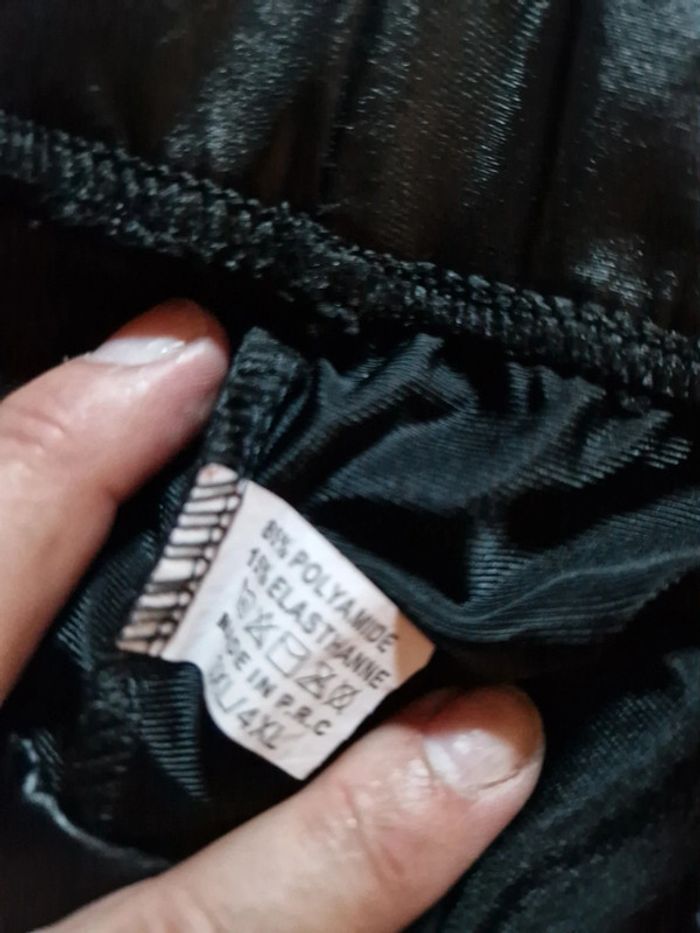 % POLYAMIDE
% ELASTHANNE
MADE IN P.R.C
/4XL